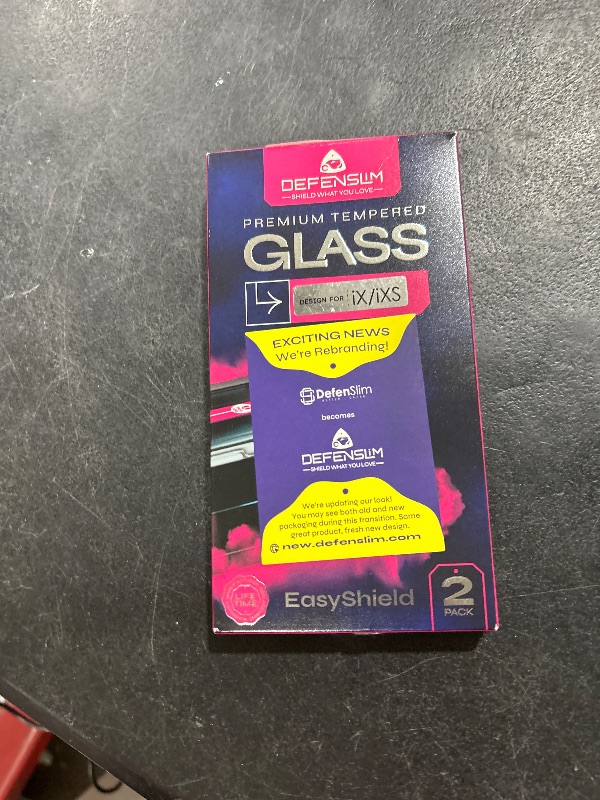 DEFENSLIM
SHIELD WHAT YOU LOVE
PREMIUM TEMPERED
GLASS
DESIGN FOR : iX/iXS
EXCITING NEWS
We're Rebranding!
DefenSlim
becomes
DEFENSLIM
SHIELD WHAT YOU LOVE
We're updating our look!
You may see both old and new
packaging during this transition. Same
great product, fresh new design.
new.defenslim.com
LIFE
TIME
EasyShield
2
PACK